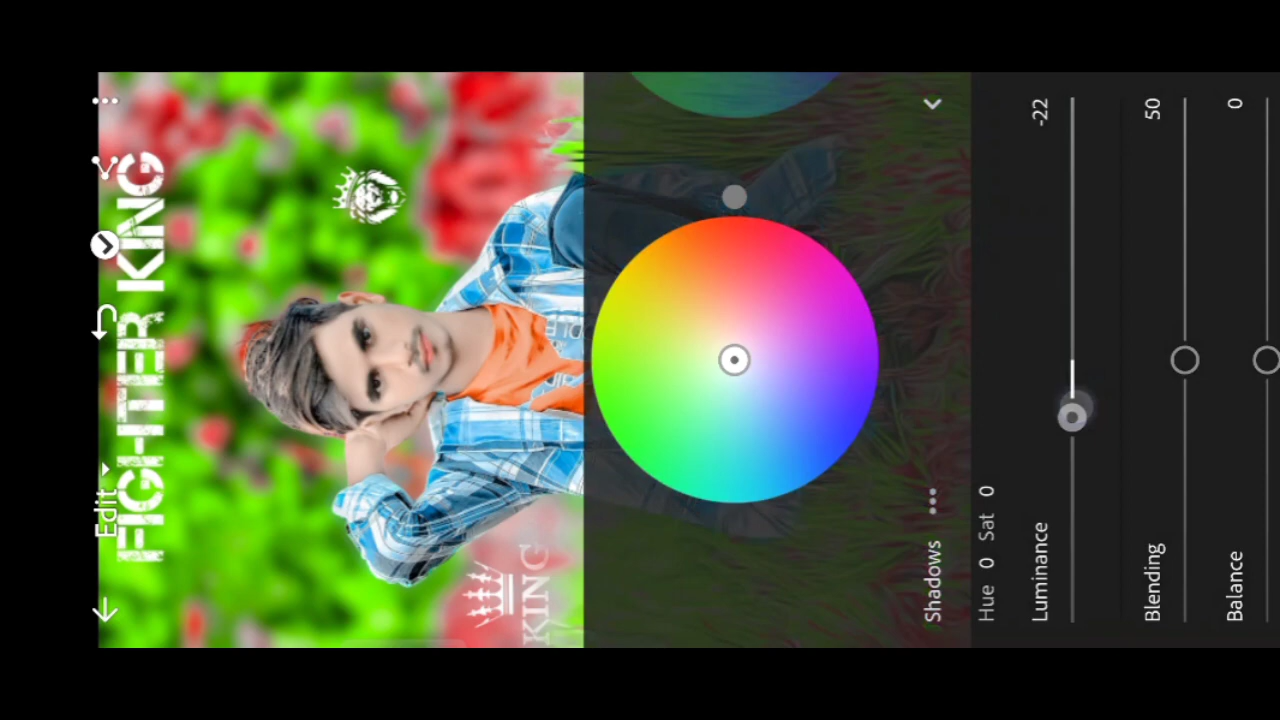 Edit
FIGHTER KING
KING
Shadows
Hue 0 Sat 0
Luminance -22
Blending 50
Balance 0